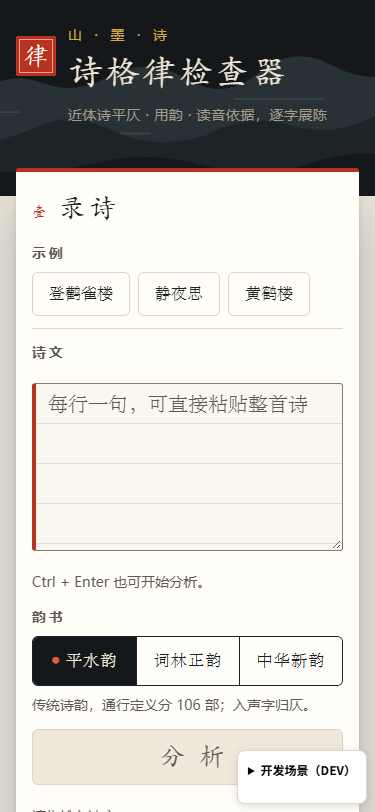 律
山 · 墨 · 诗
诗格律检查器
近体诗平仄 · 用韵 · 读音依据，逐字展陈
壹 录诗
示例
登鹳雀楼 静夜思 黄鹤楼
诗文
每行一句，可直接粘贴整首诗
Ctrl + Enter 也可开始分析。
韵书
平水韵 词林正韵 中华新韵
传统诗韵，通行定义分 106 部；入声字归仄。
分析
▶ 开发场景（DEV）